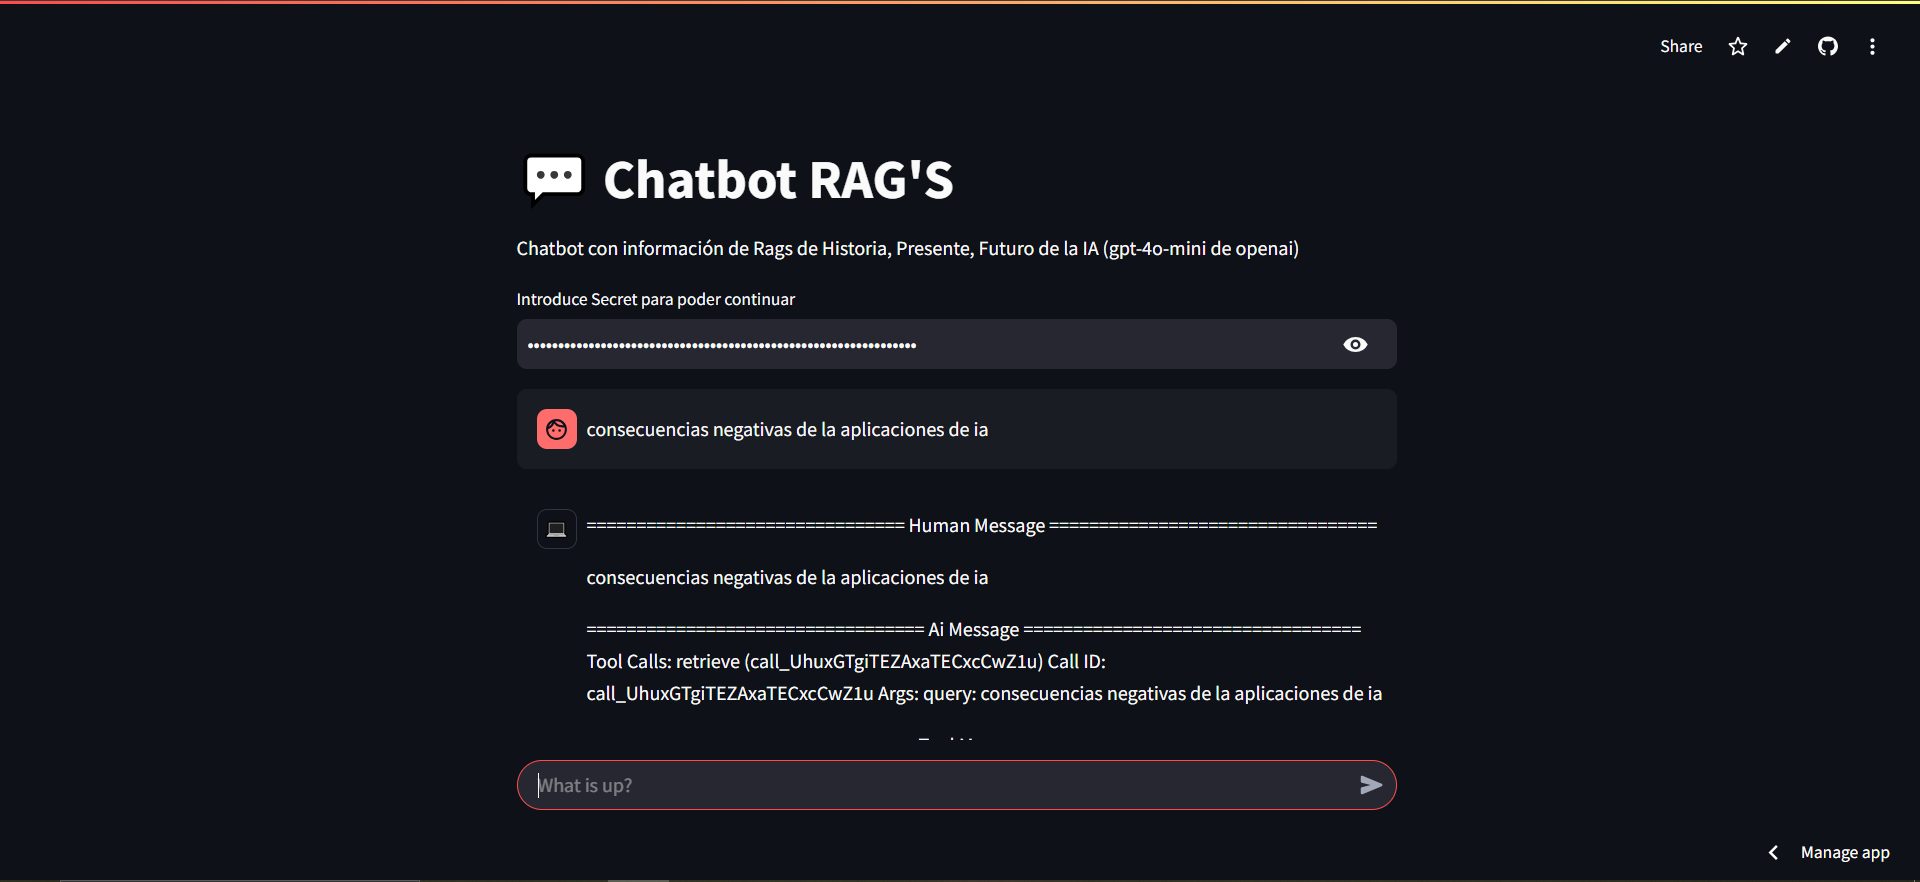 Share
Chatbot RAG'S
Chatbot con información de Rags de Historia, Presente, Futuro de la IA (gpt-4o-mini de openai)
Introduce Secret para poder continuar
consecuencias negativas de la aplicaciones de ia
================================ Human Message =================================
consecuencias negativas de la aplicaciones de ia
================================== Ai Message ==================================
Tool Calls: retrieve (call_UhuxGTgiTEZAxaTECxcCwZ1u) Call ID:
call_UhuxGTgiTEZAxaTECxcCwZ1u Args: query: consecuencias negativas de la aplicaciones de ia
What is up?
Manage app